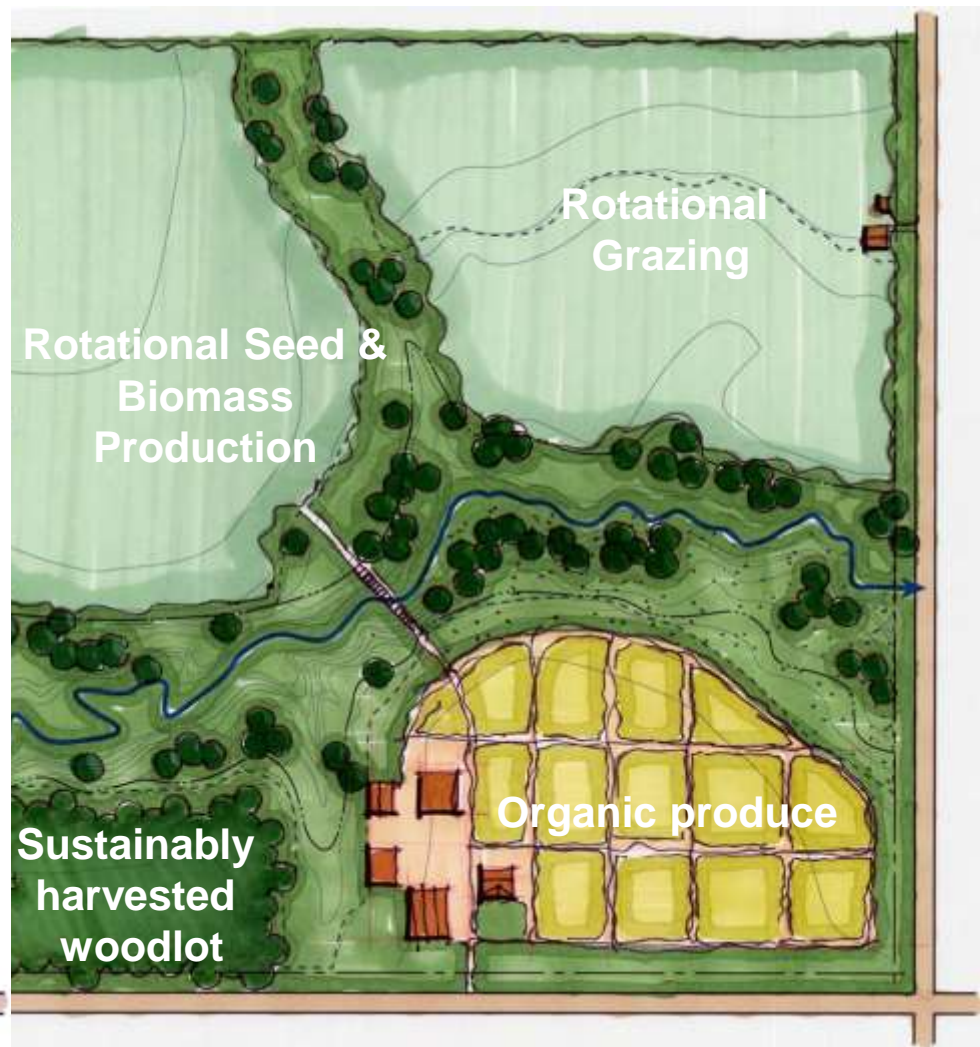 Rotational
Grazing
Rotational Seed &
Biomass
Production
Organic produce
Sustainably
harvested
woodlot